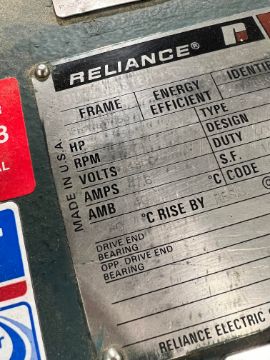 RELIANCE®
FRAME
ENERGY
EFFICIENT
IDENTI
HP
TYPE
RPM
DESIGN
VOLTS
DUTY
AMPS
S.F.
AMB
CODE
°C
°C RISE BY
DRIVE END
BEARING
OPP. DRIVE END
BEARING
MADE IN U.S.A.
RELIANCE ELECTRIC